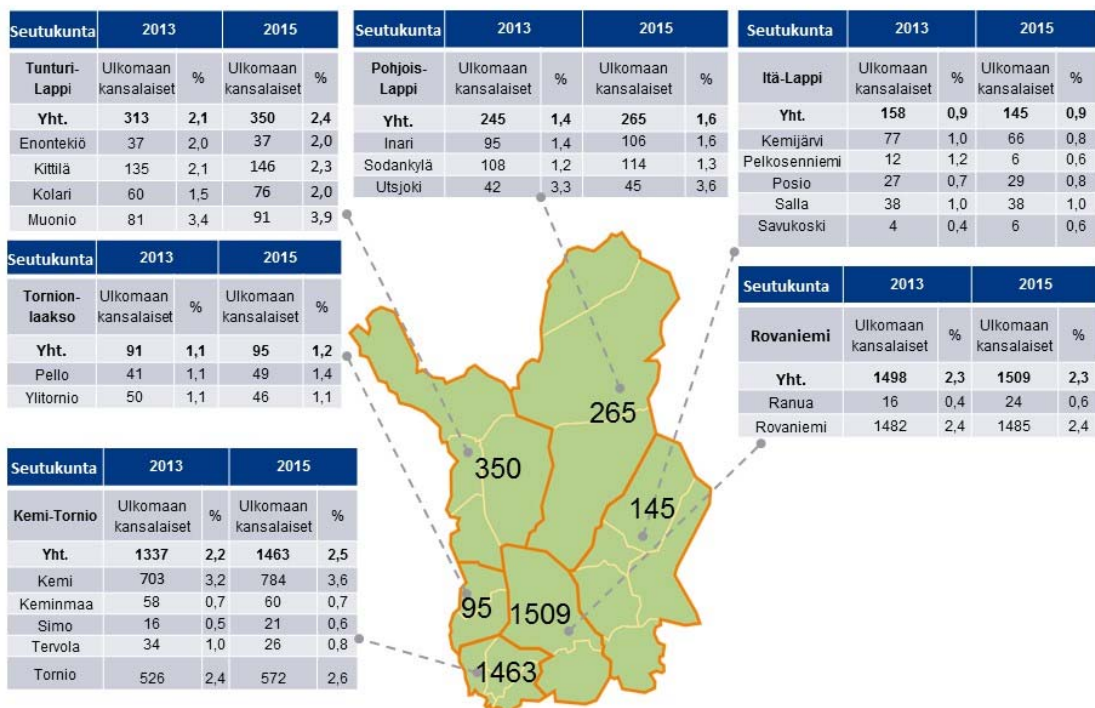 Seutukunta 2013 2015
Tunturi-Lappi Ulkomaan kansalaiset % Ulkomaan kansalaiset %
Yht. 313 2,1 350 2,4
Enontekiö 37 2,0 37 2,0
Kittilä 135 2,1 146 2,3
Kolari 60 1,5 76 2,0
Muonio 81 3,4 91 3,9
Seutukunta 2013 2015
Pohjois-Lappi Ulkomaan kansalaiset % Ulkomaan kansalaiset %
Yht. 245 1,4 265 1,6
Inari 95 1,4 106 1,6
Sodankylä 108 1,2 114 1,3
Utsjoki 42 3,3 45 3,6
Seutukunta 2013 2015
Itä-Lappi Ulkomaan kansalaiset % Ulkomaan kansalaiset %
Yht. 158 0,9 145 0,9
Kemijärvi 77 1,0 66 0,8
Pelkosenniemi 12 1,2 6 0,6
Posio 27 0,7 29 0,8
Salla 38 1,0 38 1,0
Savukoski 4 0,4 6 0,6
Seutukunta 2013 2015
Tornion-laakso Ulkomaan kansalaiset % Ulkomaan kansalaiset %
Yht. 91 1,1 95 1,2
Pello 41 1,1 49 1,4
Ylitornio 50 1,1 46 1,1
Seutukunta 2013 2015
Rovaniemi Ulkomaan kansalaiset % Ulkomaan kansalaiset %
Yht. 1498 2,3 1509 2,3
Ranua 16 0,4 24 0,6
Rovaniemi 1482 2,4 1485 2,4
Seutukunta 2013 2015
Kemi-Tornio Ulkomaan kansalaiset % Ulkomaan kansalaiset %
Yht. 1337 2,2 1463 2,5
Kemi 703 3,2 784 3,6
Keminmaa 58 0,7 60 0,7
Simo 16 0,5 21 0,6
Tervola 34 1,0 26 0,8
Tornio 526 2,4 572 2,6
265
350
145
95
1509
1463